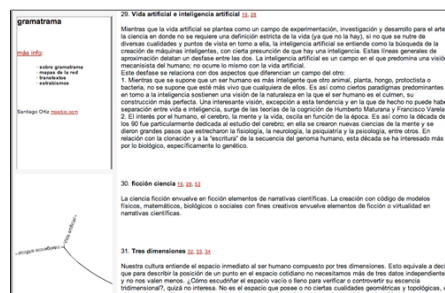 gramatrama
más info:
- sobre gramatrama
- mapas de la red
- translexlos
- extrabismos
Santiago Ortiz moebio.com
Vida artificial
29. Vida artificial e inteligencia artificial 19, 28
Mientras que la vida artificial se plantea como un campo de experimentación, investigación y desarrollo para el arte
la ciencia en donde no se requiere una definición estricta de la vida (ya que no la hay), si no que se nutre de
diversas cualidades y puntos de vista en torno a ella, la inteligencia artificial se entiende como la búsqueda de la
creación de máquinas inteligentes, con cierta presunción de que hay una inteligencia. Estas líneas generales de
aproximación delatan un desfase entre las dos. La inteligencia artificial es un campo en el que predomina una visión
mecanisista del humano; no ocurre lo mismo con la vida artificial.
Este desfase se relaciona con dos aspectos que diferencian un campo del otro:
1. Mientras que se supone que un ser humano es más inteligente que otro animal, planta, hongo, protoctista o
bacteria, no se supone que esté más vivo que cualquiera de ellos. Es así como ciertos paradigmas predominantes
en torno a la inteligencia sostienen una visión de la naturaleza en la que el ser humano es el culmen, su
construcción más perfecta. Una interesante visión, excepción a esta tendencia y en la que de hecho no puede habe
separación entre vida e inteligencia, surge de las teorías de la cognición de Humberto Maturana y Francisco Varela
2. El interés por el humano, el cerebro, la mente y la vida, oscila en función de la época. Es así como la década de
los 90 fue particularmente dedicada al estudio del cerebro; en ella se crearon nuevas ciencias de la mente y se
dieron grandes pasos que estrecharon la fisiología, la neurología, la psiquiatría y la psicología, entre otros. En
relación con la clonación y a la "escritura" de la secuencia del genoma humano, esta década se ha interesado más
por lo biológico, específicamente lo genético.
30. ficción ciencia 19, 29, 53
La ciencia ficción envuelve en ficción elementos de narrativas científicas. La creación con código de modelos
físicos, matemáticos, biológicos o sociales con fines creativos envuelve elementos de ficción o virtualidad en
narrativas científicas.
31. Tres dimensiones 32, 33, 34
Nuestra cultura entiende el espacio inmediato al ser humano compuesto por tres dimensiones. Esto equivale a deci
que para describir la posición de un punto en el espacio cotidiano no necesitamos más de tres datos independiente
y no nos valen menos. ¿Cómo escudriñar el espacio vacío o lleno para verificar o controvertir su escencia
tridimensional?, quizá no interesa. No es el espacio que posee o no ciertas cualidades geométricas y topológicas,